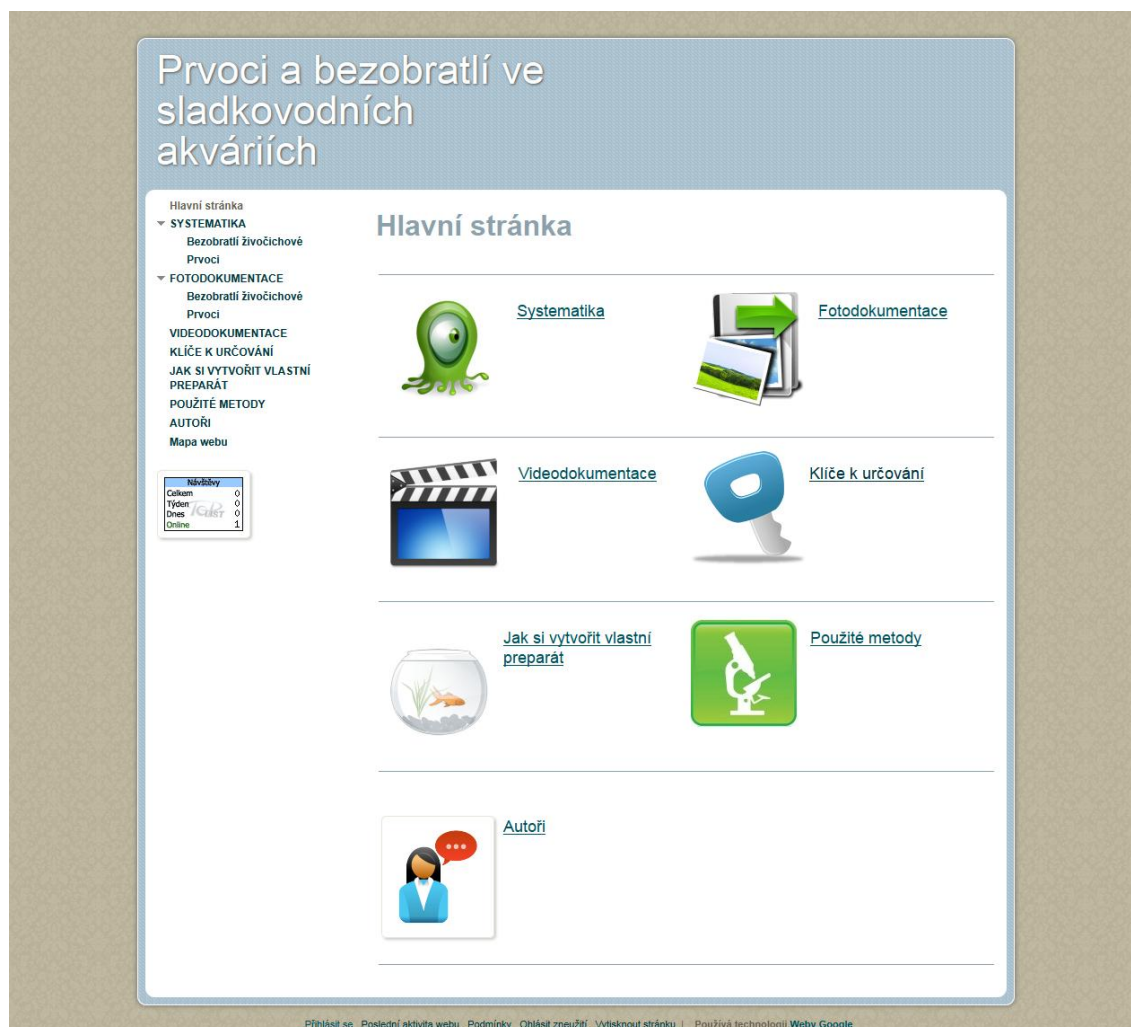 Prvoci a bezobratlí ve
sladkovodních
akváriích
Hlavní stránka
SYSTEMATIKA
Bezobratlí živočichové
Prvoci
FOTODOKUMENTACE
Bezobratlí živočichové
Prvoci
VIDEODOKUMENTACE
KLÍČE K URČOVÁNÍ
JAK SI VYTVOŘIT VLASTNÍ
PREPARÁT
POUŽITÉ METODY
AUTOŘI
Mapa webu
Návštěvy
Celkem 0
Týden 0
Dnes 0
Online 1
Hlavní stránka
Systematika
Fotodokumentace
Videodokumentace
Klíče k určování
Jak si vytvořit vlastní
preparát
Použité metody
Autoři
Přihlásit se Poslední aktivita webu Podmínky Ohlásit zneužití Vytisknout stránku | Používá technologii Weby Google